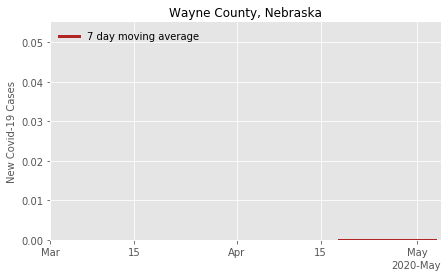 Wayne County, Nebraska
7 day moving average
New Covid-19 Cases
0.05
0.04
0.03
0.02
0.01
0.00
Mar
15
Apr
15
May
2020-May